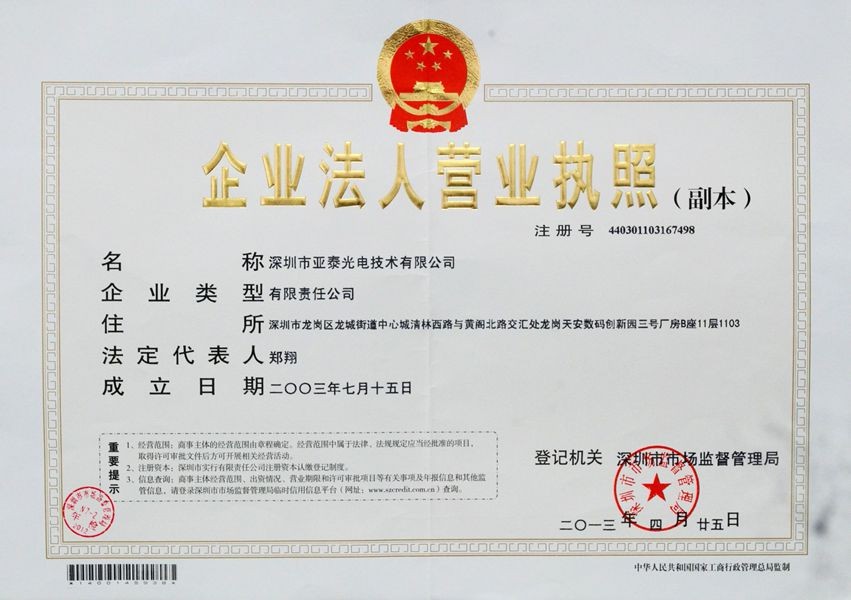 企业法人营业执照(副本)
注册号 440301103167498
名称 深圳市亚泰光电技术有限公司
企业类型 有限责任公司
住所 深圳市龙岗区龙城街道中心城清林西路与黄阁北路交汇处龙岗天安数码创新园三号厂房B座11层1103
法定代表人 郑翔
成立日期 二〇〇三年七月十五日
重要提示
1、经营范围：商事主体的经营范围由章程确定。经营范围中属于法律、法规规定应当经批准的项目，
取得许可审批文件后方可开展相关经营活动。
2、注册资本：深圳市实行有限责任公司注册资本认缴登记制度。
3、信息查询：商事主体经营范围、出资情况、营业期限和许可审批项目等有关事项及年报信息和其他监
管信息，请登录深圳市市场监督管理局临时信用信息平台（网址：www.szcredit.com.cn）查询。
登记机关 深圳市市场监督管理局
深圳市市场监督管理局
二〇一三年四月廿五日
中华人民共和国国家工商行政管理总局监制